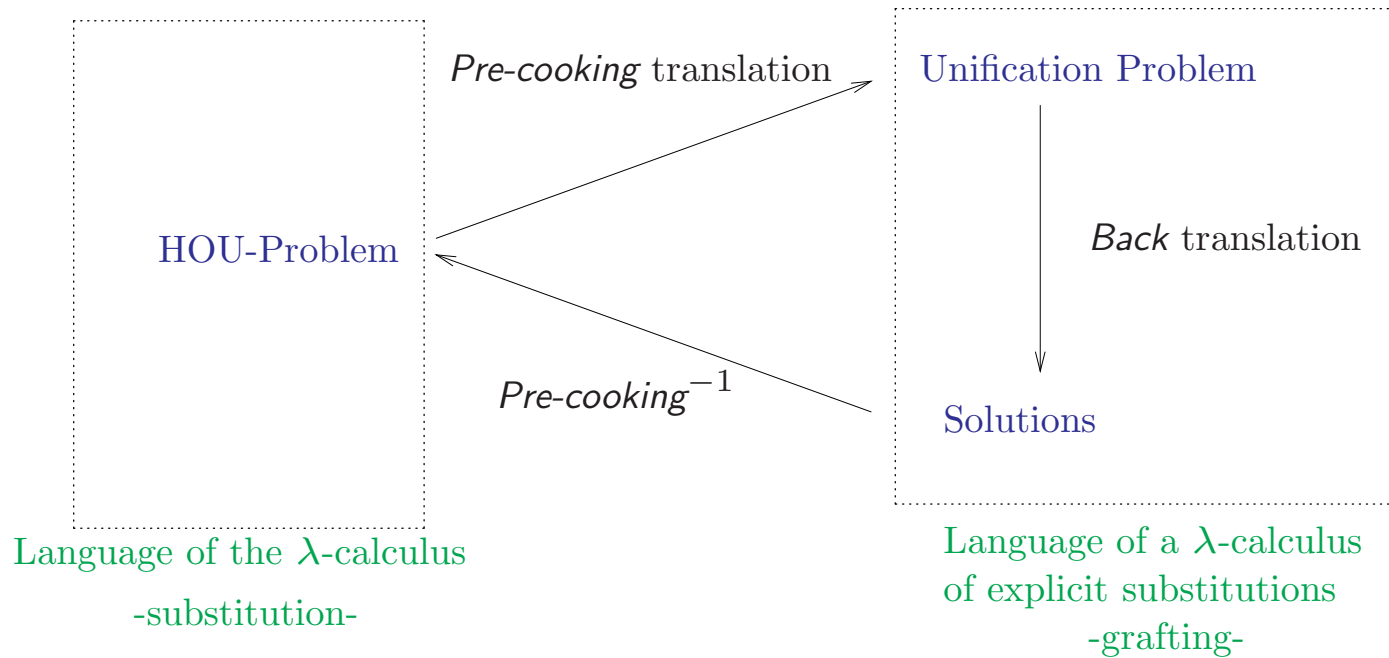 Pre-cooking translation
Unification Problem
HOU-Problem
Back translation
Pre-cooking⁻¹
Solutions
Language of the λ-calculus
-substitution-
Language of a λ-calculus
of explicit substitutions
-grafting-